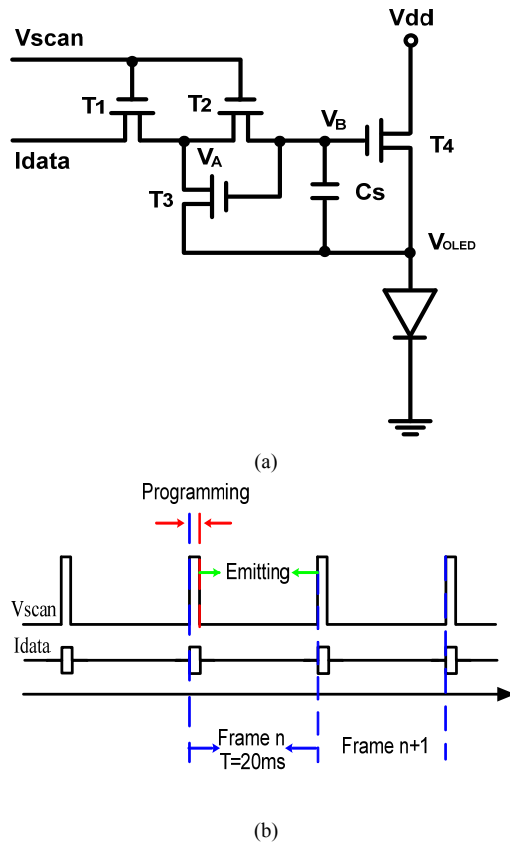 Vdd
Vscan
T1
T2
VB
T4
Idata
VA
T3
Cs
VOLED
(a)
Programming
Emitting
Vscan
Idata
Frame n
T=20ms
Frame n+1
(b)